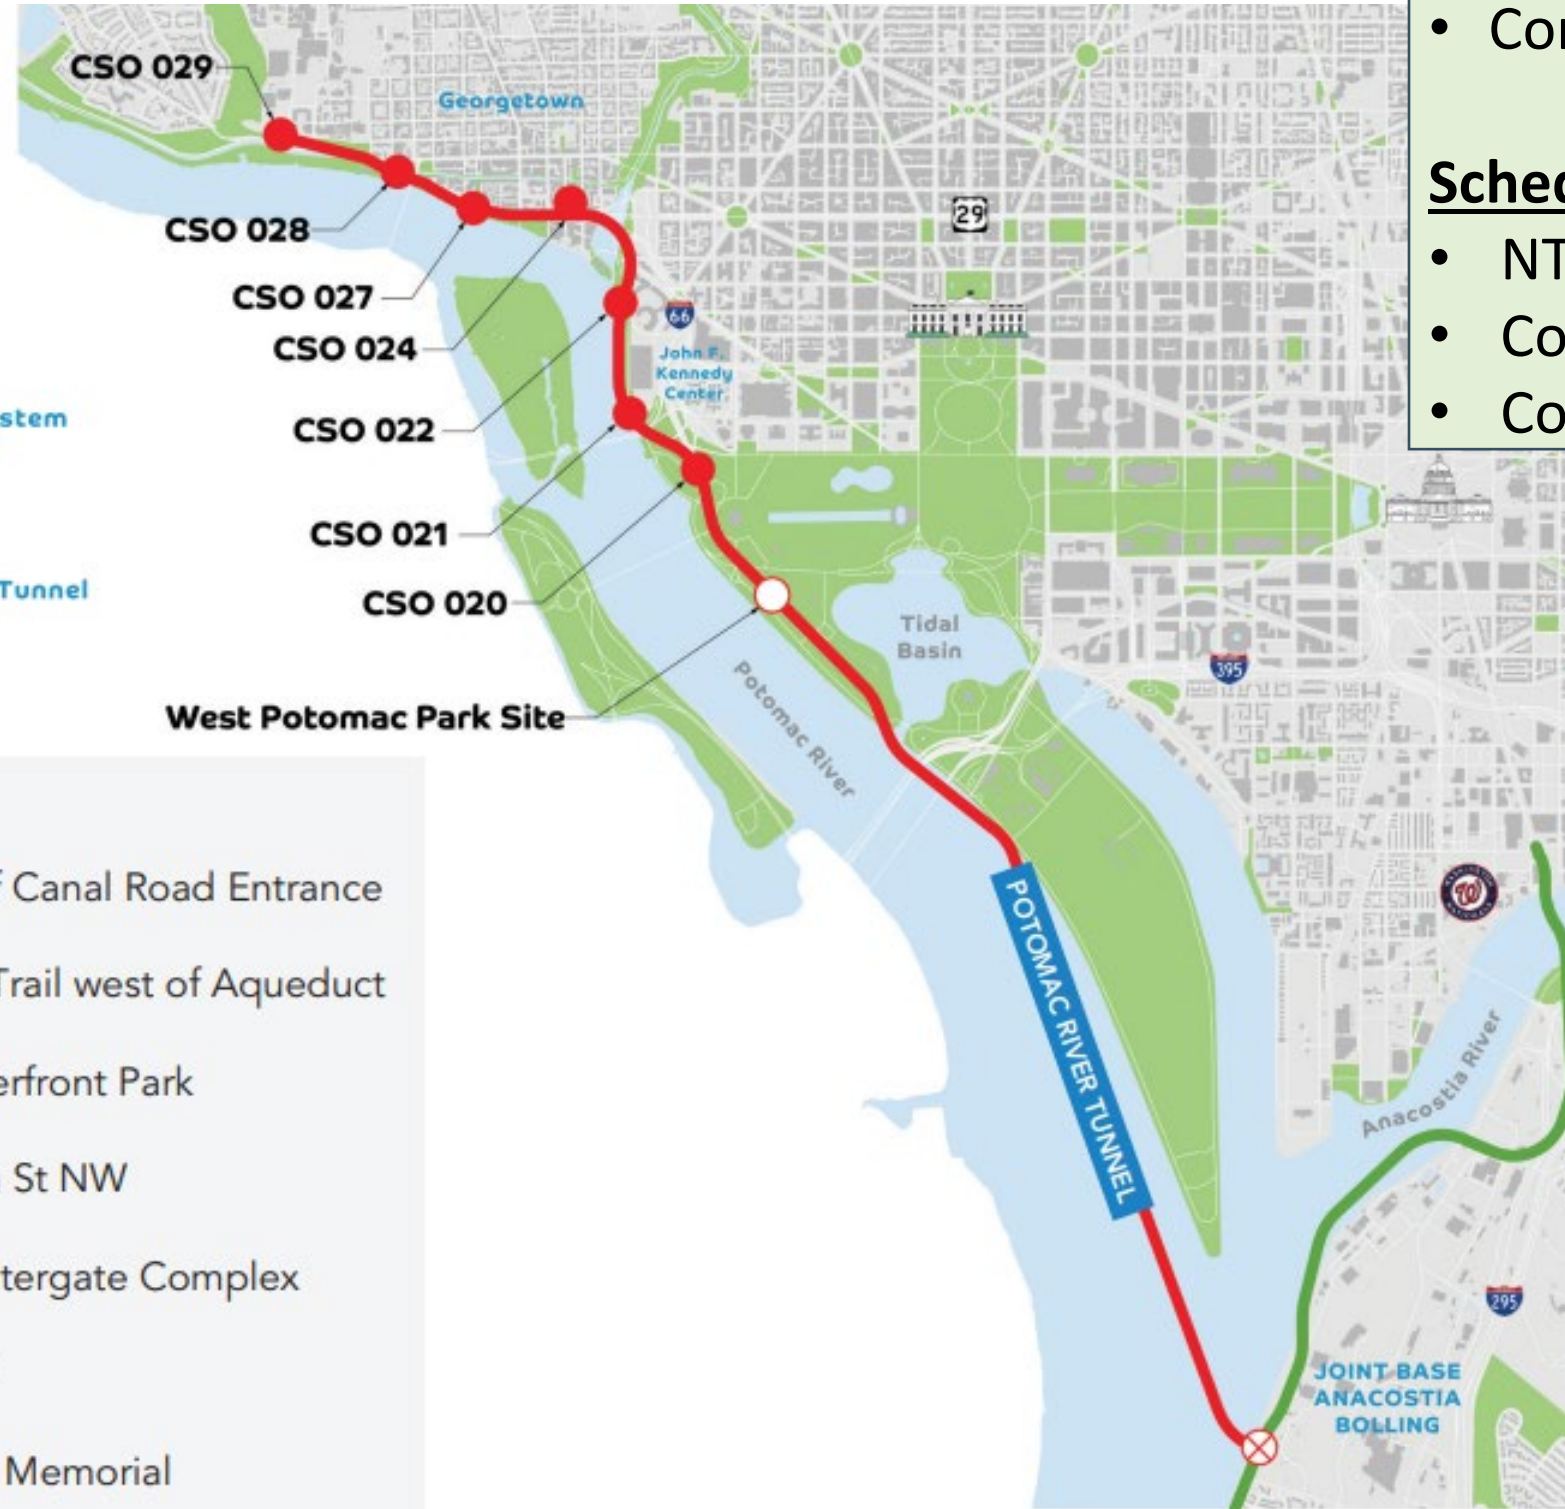 • Con
Sched
• NT
• Co
• Co
CSO 029
Georgetown
CSO 028
29
CSO 027
66
CSO 024
John F.
Kennedy
Center
stem
CSO 022
CSO 021
Tunnel
CSO 020
Tidal
Basin
395
West Potomac Park Site
Potomac River
f Canal Road Entrance
W
POTOMAC RIVER TUNNEL
Trail west of Aqueduct
erfront Park
Anacostia River
St NW
tergate Complex
295
JOINT BASE
ANACOSTIA
BOLLING
Memorial